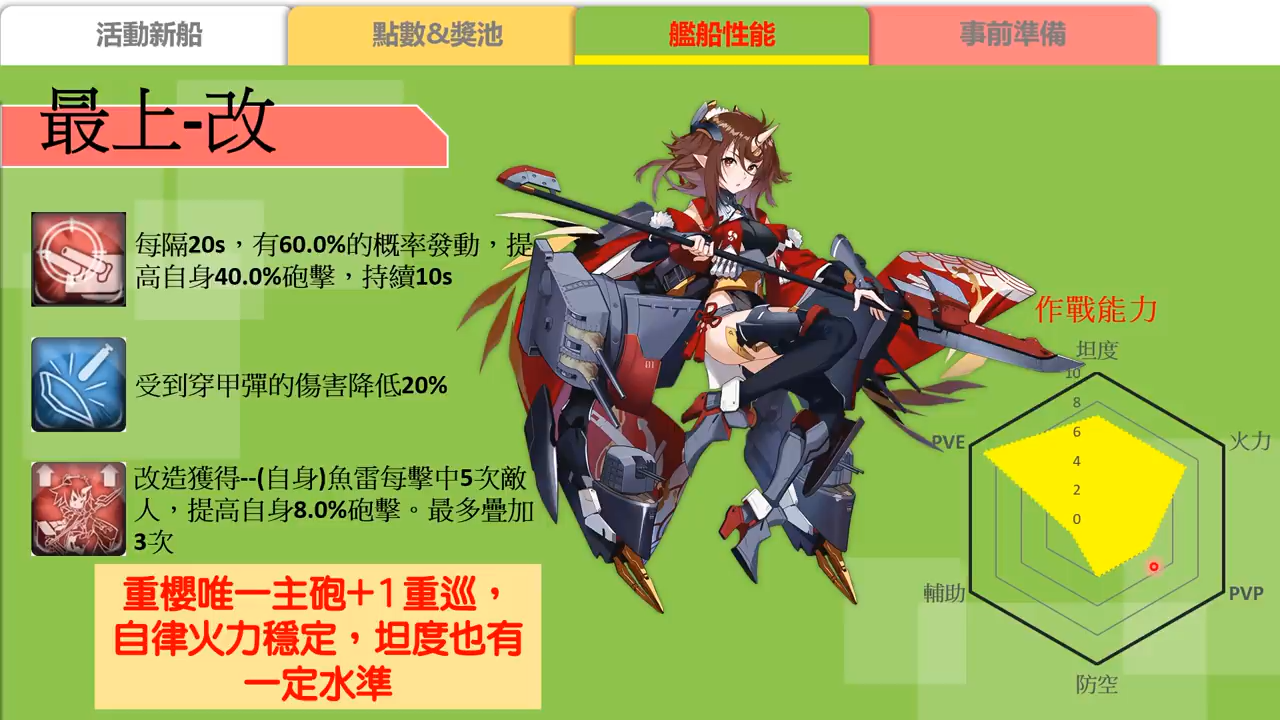 活動新船
點數&獎池
艦船性能
事前準備
最上-改
每隔20s，有60.0%的概率發動，提
高自身40.0%砲擊，持續10s
受到穿甲彈的傷害降低20%
改造獲得--(自身)魚雷每擊中5次敵
人，提高自身8.0%砲擊。最多疊加
3次
重櫻唯一主砲+1重巡，
自律火力穩定，坦度也有
一定水準
01
作戰能力
坦度
10
8
6
4
2
0
PVE
火力
輔助
PVP
防空